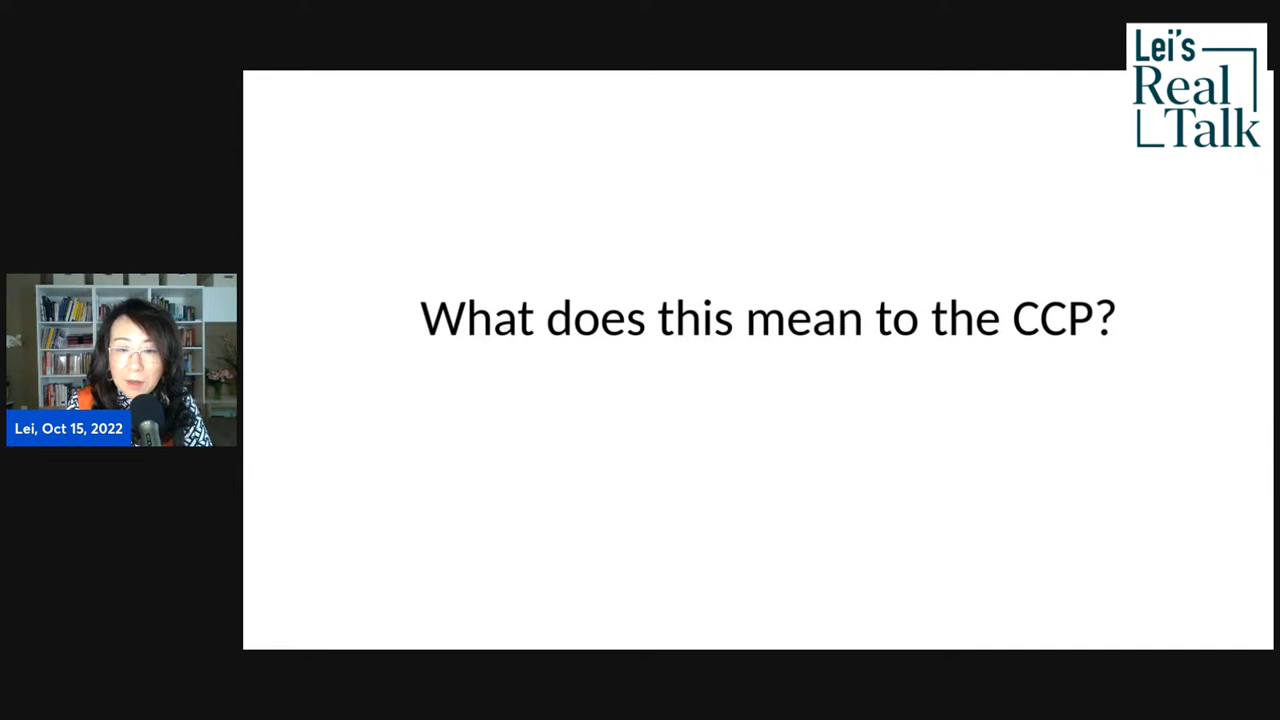 Lei's
Real
Talk
What does this mean to the CCP?
Lei, Oct 15, 2022